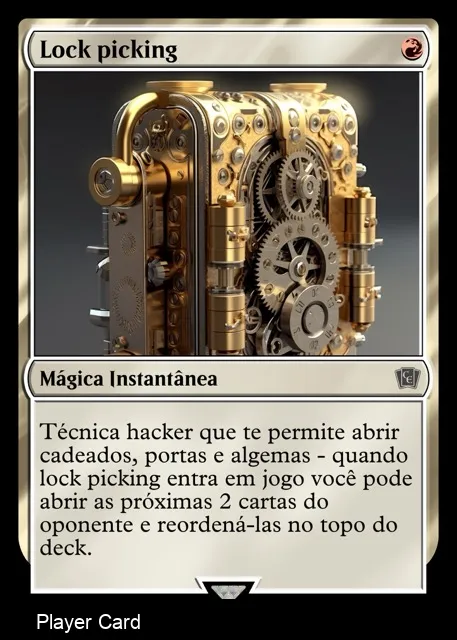 Lock picking
Mágica Instantânea
Técnica hacker que te permite abrir
cadeados, portas e algemas - quando
lock picking entra em jogo você pode
abrir as próximas 2 cartas do
oponente e reordená-las no topo do
deck.
Player Card